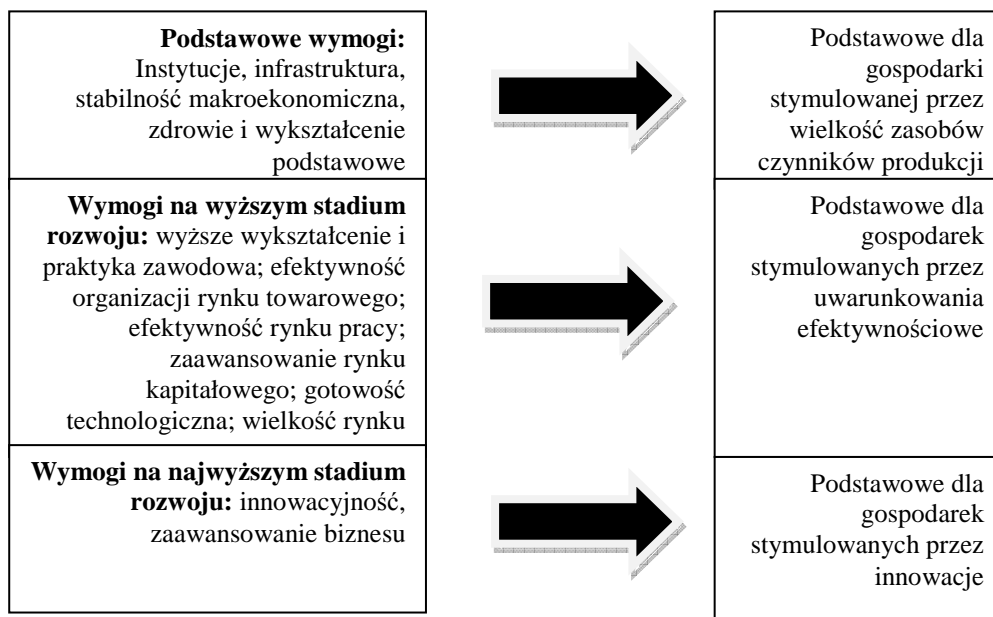 Podstawowe wymogi:
Instytucje, infrastruktura,
stabilność makroekonomiczna,
zdrowie i wykształcenie
podstawowe
Podstawowe dla
gospodarki
stymulowanej przez
wielkość zasobów
czynników produkcji
Wymogi na wyższym stadium
rozwoju: wyższe wykształcenie i
praktyka zawodowa; efektywność
organizacji rynku towarowego;
efektywność rynku pracy;
zaawansowanie rynku
kapitałowego; gotowość
technologiczna; wielkość rynku
Podstawowe dla
gospodarek
stymulowanych przez
uwarunkowania
efektywnościowe
Wymogi na najwyższym stadium
rozwoju: innowacyjność,
zaawansowanie biznesu
Podstawowe dla
gospodarek
stymulowanych przez
innowacje